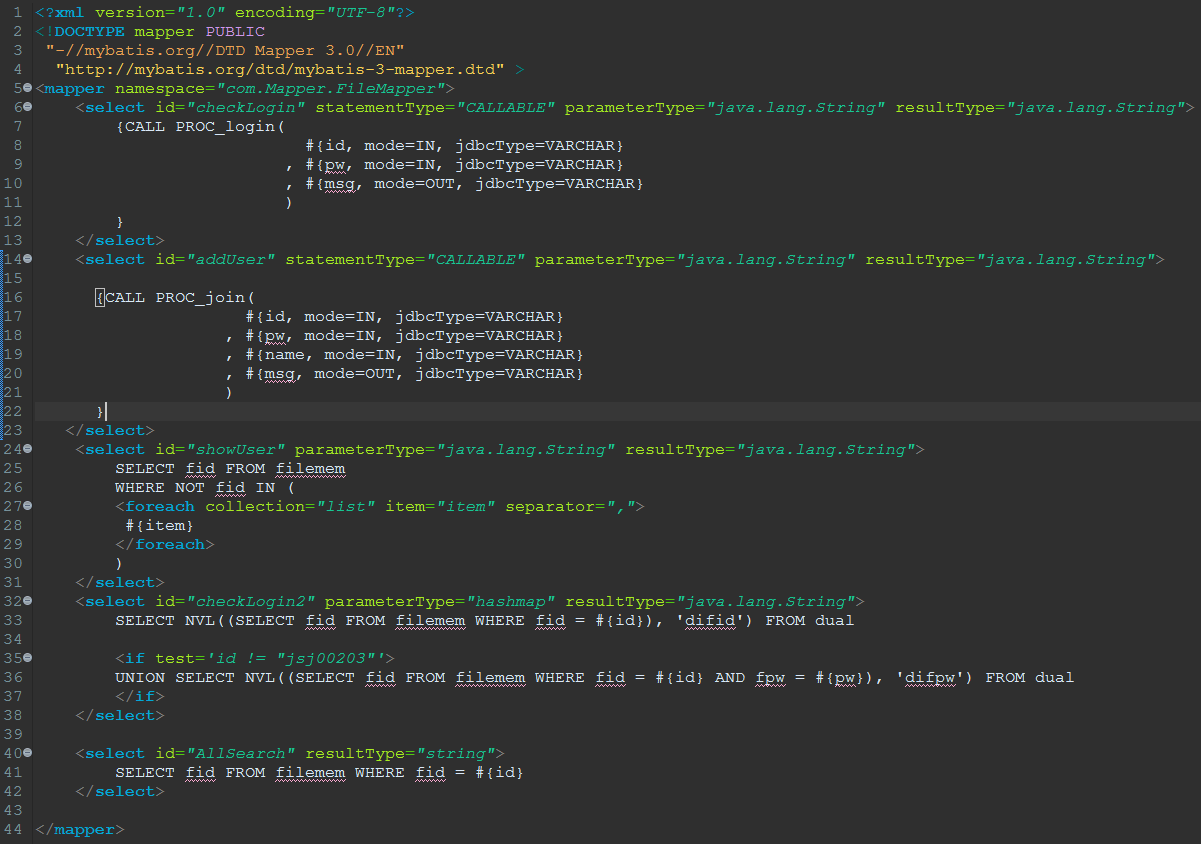 1 <?xml version="1.0" encoding="UTF-8"?>
2 <!DOCTYPE mapper PUBLIC
3 "-//mybatis.org//DTD Mapper 3.0//EN"
4 "http://mybatis.org/dtd/mybatis-3-mapper.dtd" >
5 <mapper namespace="com.Mapper.FileMapper">
6 <select id="checkLogin" statementType="CALLABLE" parameterType="java.lang.String" resultType="java.lang.String">
7 {CALL PROC_login(
8 #{id, mode=IN, jdbcType=VARCHAR}
9 , #{pw, mode=IN, jdbcType=VARCHAR}
10 , #{msg, mode=OUT, jdbcType=VARCHAR}
11 )
12 }
13 </select>
14 <select id="addUser" statementType="CALLABLE" parameterType="java.lang.String" resultType="java.lang.String">
15
16 {CALL PROC_join(
17 #{id, mode=IN, jdbcType=VARCHAR}
18 , #{pw, mode=IN, jdbcType=VARCHAR}
19 , #{name, mode=IN, jdbcType=VARCHAR}
20 , #{msg, mode=OUT, jdbcType=VARCHAR}
21 )
22 }
23 </select>
24 <select id="showUser" parameterType="java.lang.String" resultType="java.lang.String">
25 SELECT fid FROM filemem
26 WHERE NOT fid IN (
27 <foreach collection="list" item="item" separator=",">
28 #{item}
29 </foreach>
30 )
31 </select>
32 <select id="checkLogin2" parameterType="hashmap" resultType="java.lang.String">
33 SELECT NVL((SELECT fid FROM filemem WHERE fid = #{id}), 'difid') FROM dual
34
35 <if test='id != "jsj00203"'>
36 UNION SELECT NVL((SELECT fid FROM filemem WHERE fid = #{id} AND fpw = #{pw}), 'difpw') FROM dual
37 </if>
38 </select>
39
40 <select id="AllSearch" resultType="string">
41 SELECT fid FROM filemem WHERE fid = #{id}
42 </select>
43
44 </mapper>